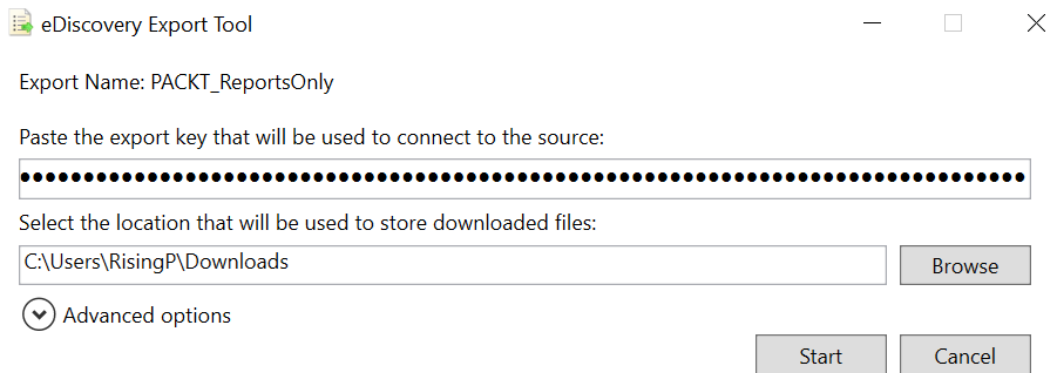 eDiscovery Export Tool
Export Name: PACKT_ReportsOnly
Paste the export key that will be used to connect to the source:
Select the location that will be used to store downloaded files:
C:\Users\RisingP\Downloads
Browse
Advanced options
Start Cancel